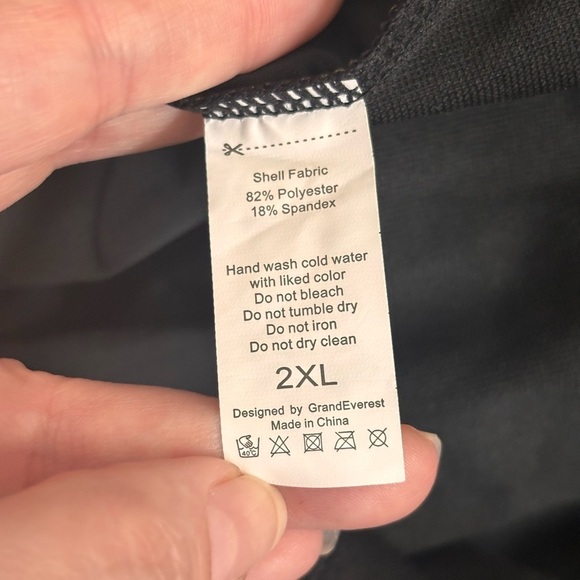 Shell Fabric
82% Polyester
18% Spandex
Hand wash cold water
with liked color
Do not bleach
Do not tumble dry
Do not iron
Do not dry clean
2XL
Designed by GrandEverest
Made in China
40°C